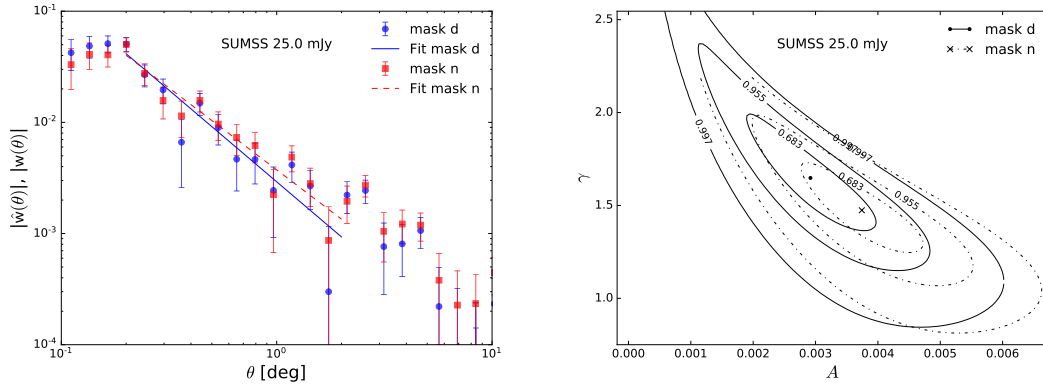 SUMSS 25.0 mJy
mask d
Fit mask d
mask n
Fit mask n
|ŵ(θ)|, |w(θ)|
10⁻¹
10⁻²
10⁻³
10⁻⁴
10⁻¹ 10⁰ 10¹
θ [deg]
SUMSS 25.0 mJy
mask d
mask n
γ
2.5
2.0
1.5
1.0
0.955
0.997
0.683
0.997
0.997
0.683
0.955
0.000 0.001 0.002 0.003 0.004 0.005 0.006
A